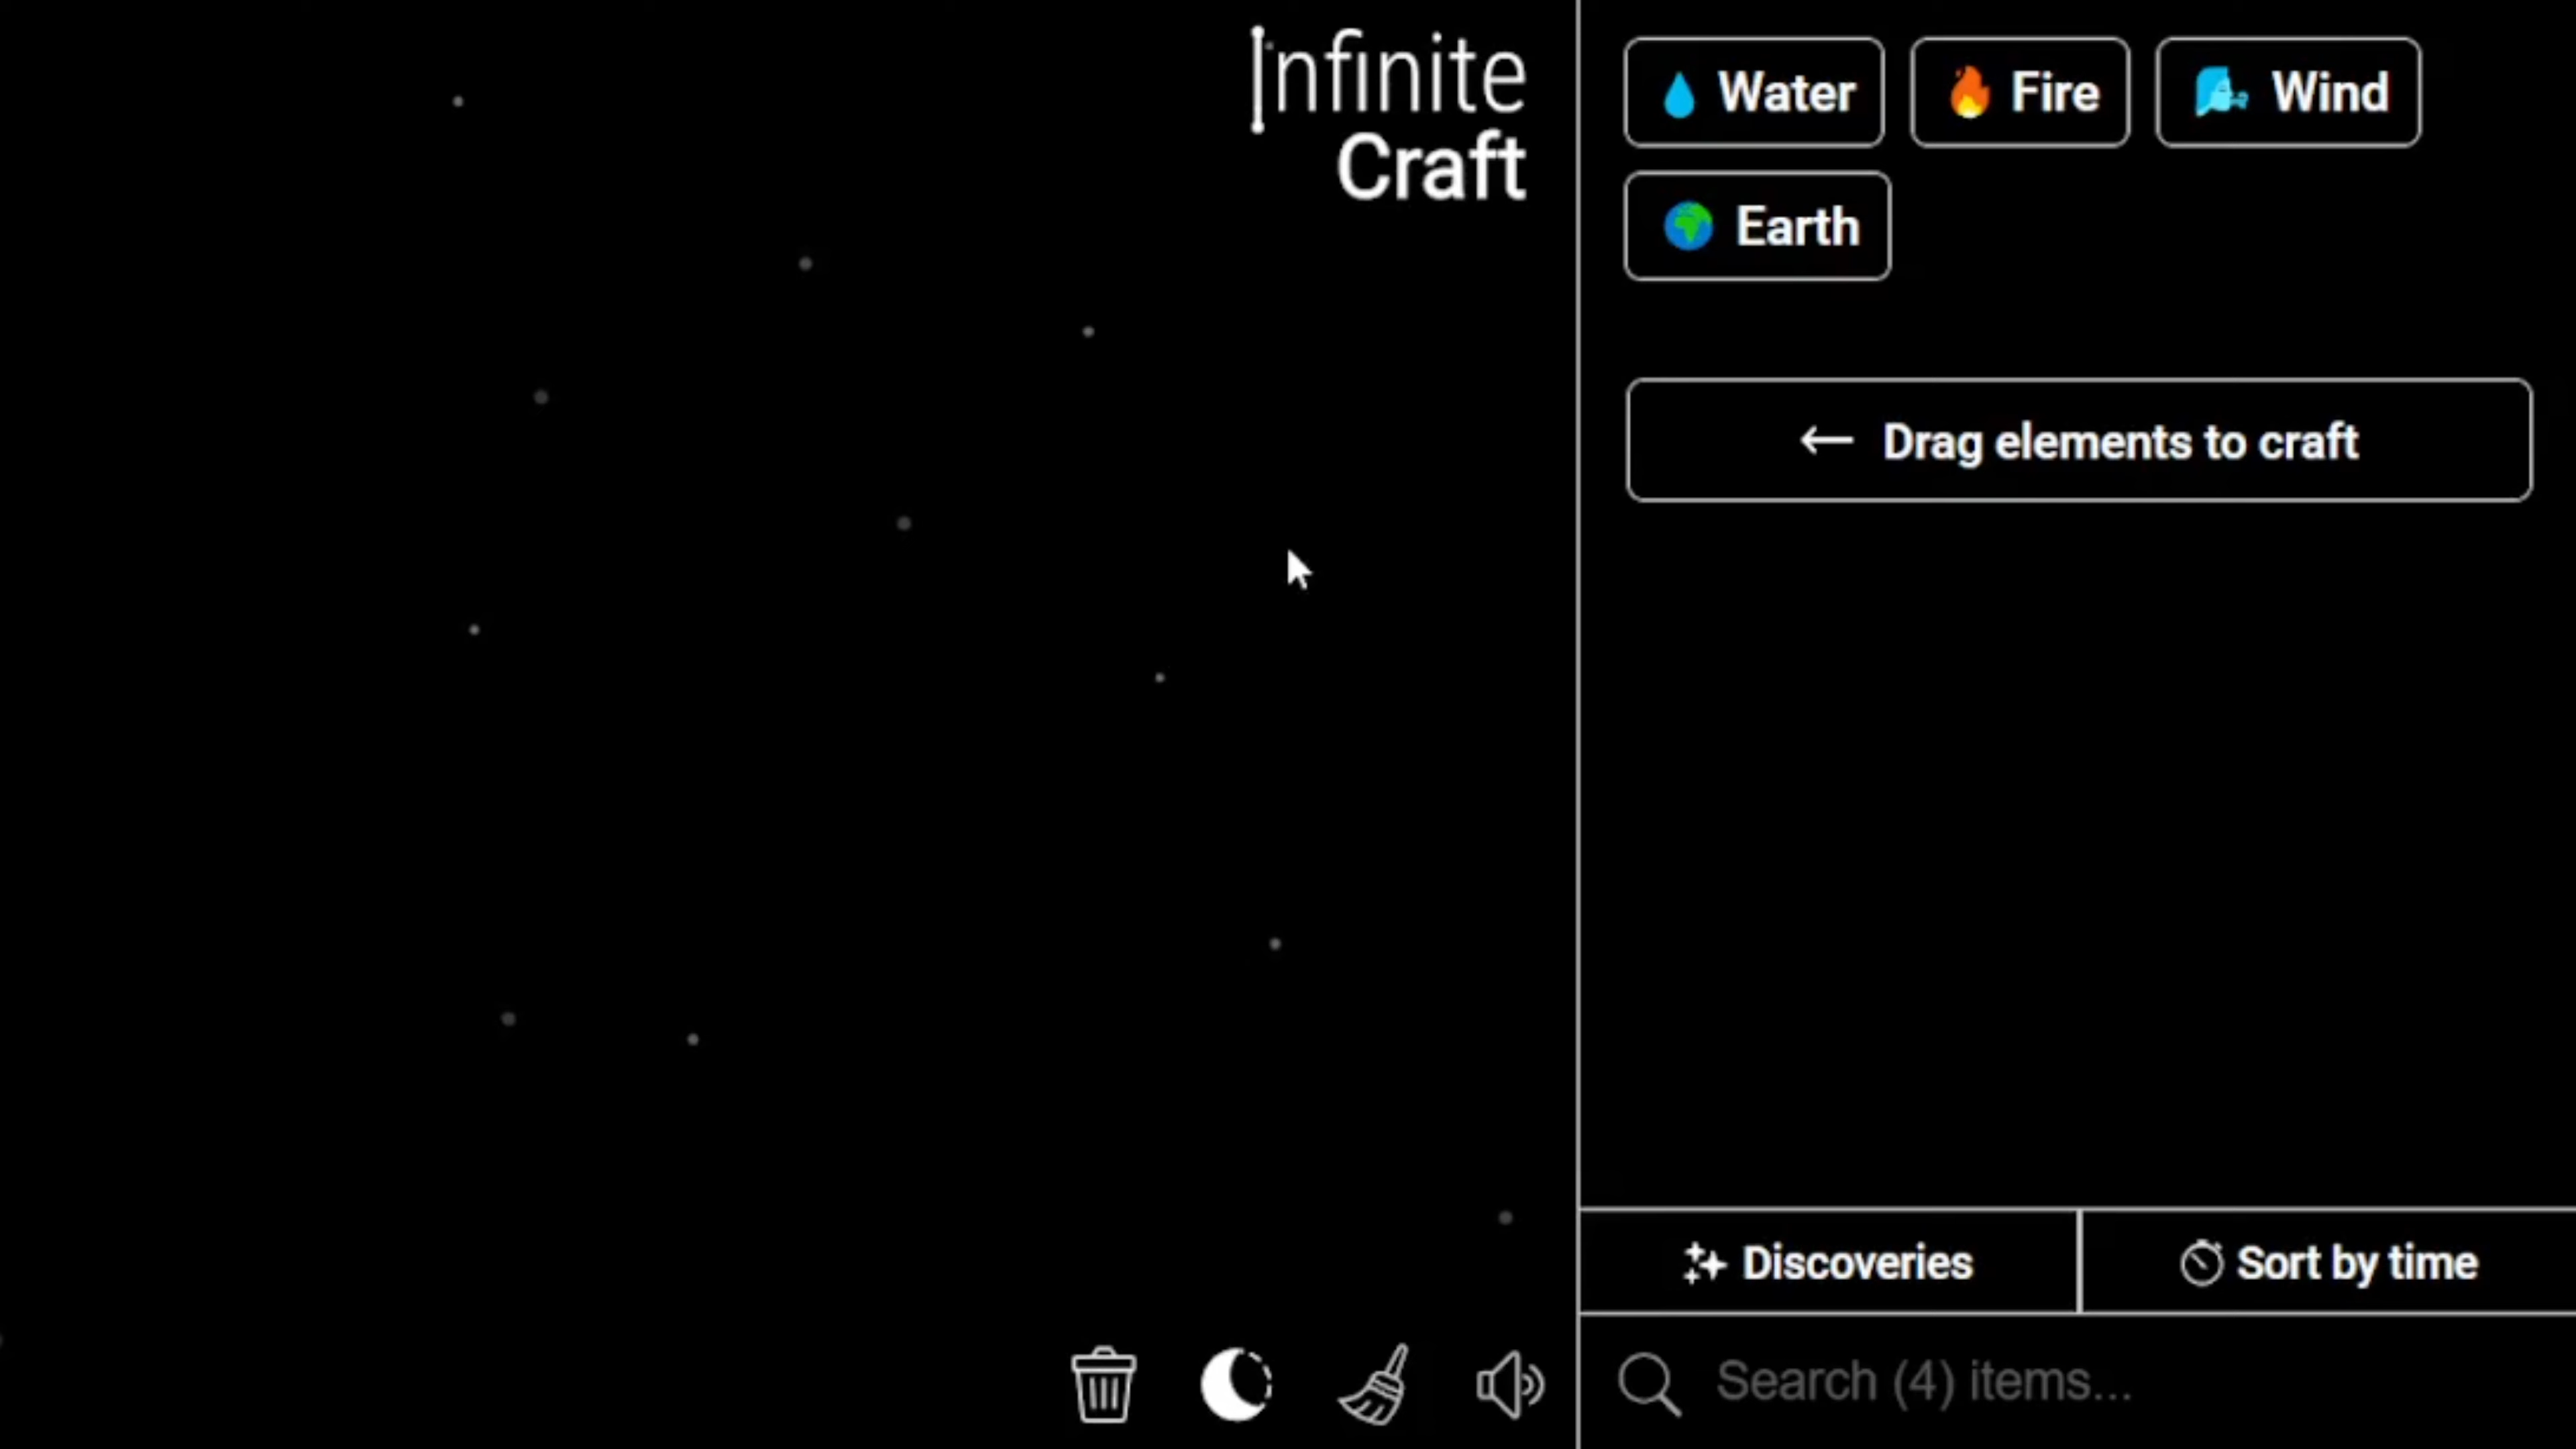 Infinite
Craft
Water
Fire
Wind
Earth
← Drag elements to craft
Discoveries
Sort by time
Search (4) items...